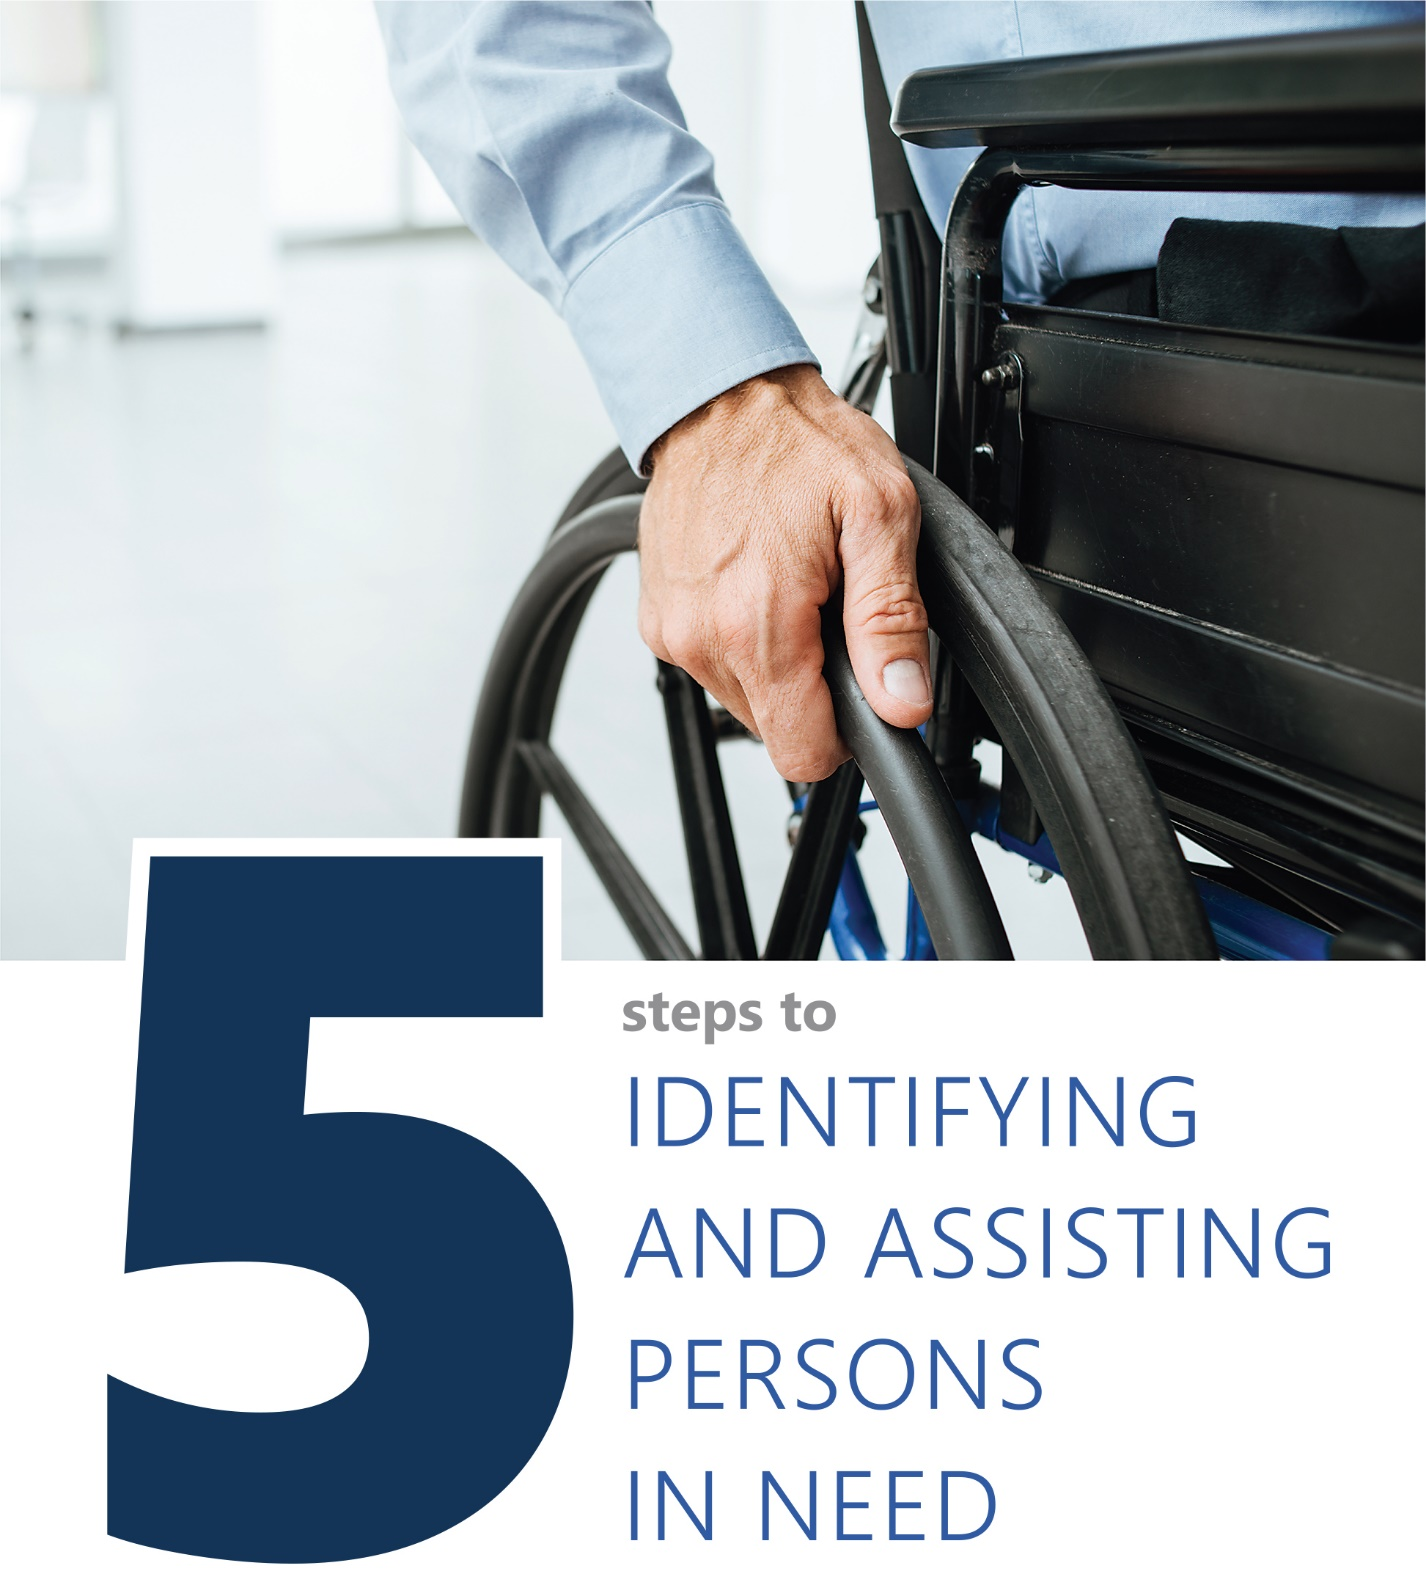 5
steps to
IDENTIFYING
AND ASSISTING
PERSONS
IN NEED